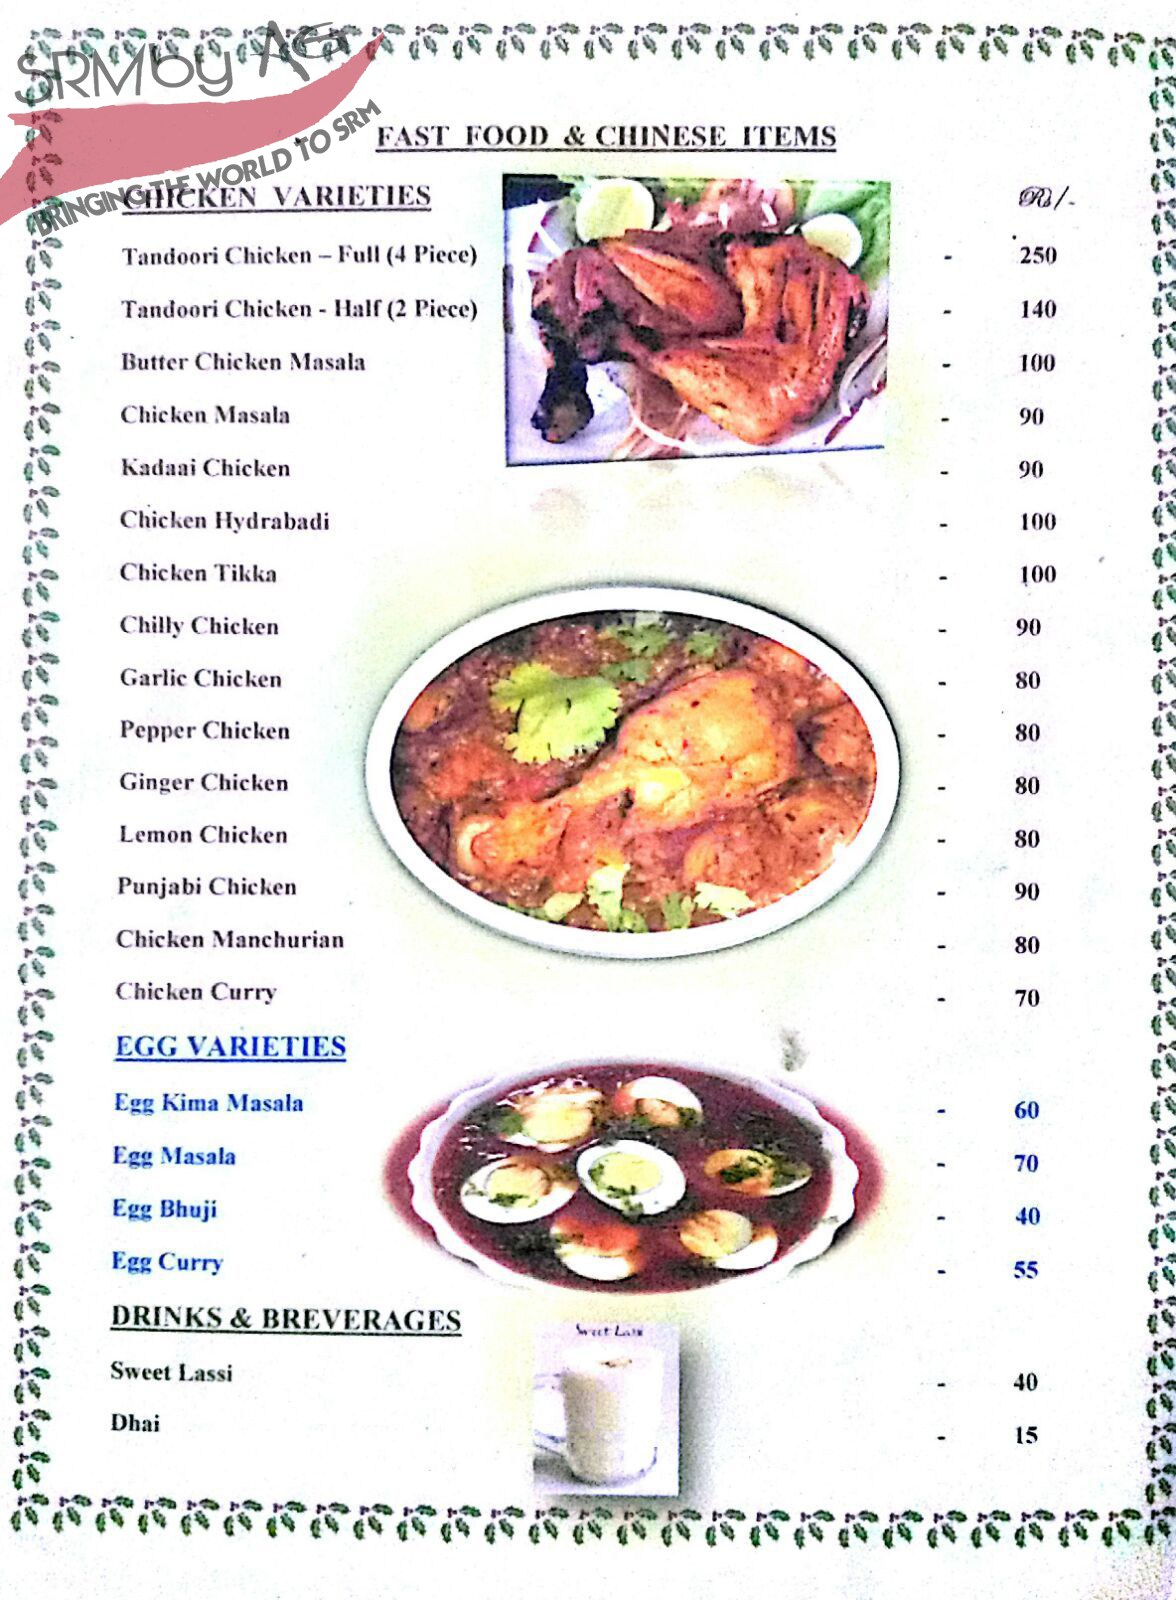 SRM by AG
BRINGING THE WORLD TO SRM
FAST FOOD & CHINESE ITEMS
CHICKEN VARIETIES Rs/-
Tandoori Chicken – Full (4 Piece) - 250
Tandoori Chicken - Half (2 Piece) - 140
Butter Chicken Masala - 100
Chicken Masala - 90
Kadaai Chicken - 90
Chicken Hydrabadi - 100
Chicken Tikka - 100
Chilly Chicken - 90
Garlic Chicken - 80
Pepper Chicken - 80
Ginger Chicken - 80
Lemon Chicken - 80
Punjabi Chicken - 90
Chicken Manchurian - 80
Chicken Curry - 70
EGG VARIETIES
Egg Kima Masala - 60
Egg Masala - 70
Egg Bhuji - 40
Egg Curry - 55
DRINKS & BREVERAGES
Sweet Lassi
Sweet Lassi - 40
Dhai - 15